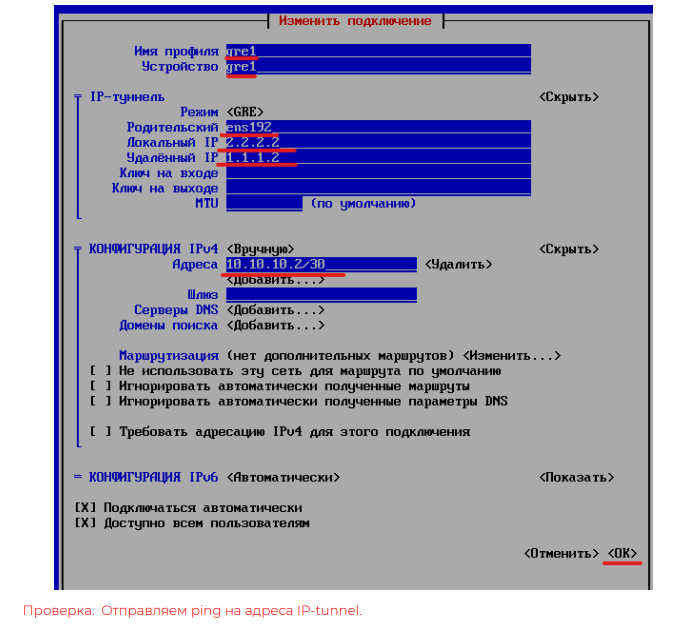 Изменить подключение
Имя профиля gre1
Устройство gre1
= IP-туннель <Скрыть>
Режим <GRE>
Родительский ens192
Локальный IP 2.2.2.2
Удалённый IP 1.1.1.2
Ключ на входе
Ключ на выходе
MTU (по умолчанию)
= КОНФИГУРАЦИЯ IPv4 <Вручную> <Скрыть>
Адреса 10.10.10.2/30 <Удалить>
<Добавить...>
Шлюз
Серверы DNS <Добавить...>
Домены поиска <Добавить...>
Маршрутизация (нет дополнительных маршрутов) <Изменить...>
[ ] Не использовать эту сеть для маршрута по умолчанию
[ ] Игнорировать автоматически полученные маршруты
[ ] Игнорировать автоматически полученные параметры DNS
[ ] Требовать адресацию IPv4 для этого подключения
= КОНФИГУРАЦИЯ IPv6 <Автоматически> <Показать>
[X] Подключаться автоматически
[X] Доступно всем пользователям
<Отменить> <OK>
Проверка. Отправляем ping на адреса IP-tunnel.